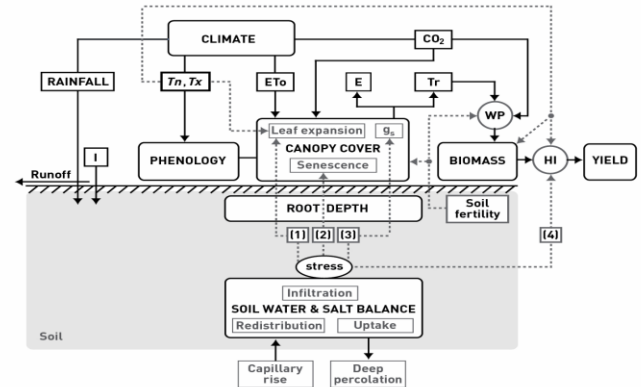 CLIMATE
CO₂
RAINFALL
Tn, Tx
ETo
E
Tr
WP
Leaf expansion
gₛ
I
PHENOLOGY
CANOPY COVER
Senescence
BIOMASS
HI
YIELD
Runoff
ROOT DEPTH
Soil
fertility
(1)
(2)
(3)
(4)
stress
Infiltration
SOIL WATER & SALT BALANCE
Redistribution
Uptake
Soil
Capillary
rise
Deep
percolation